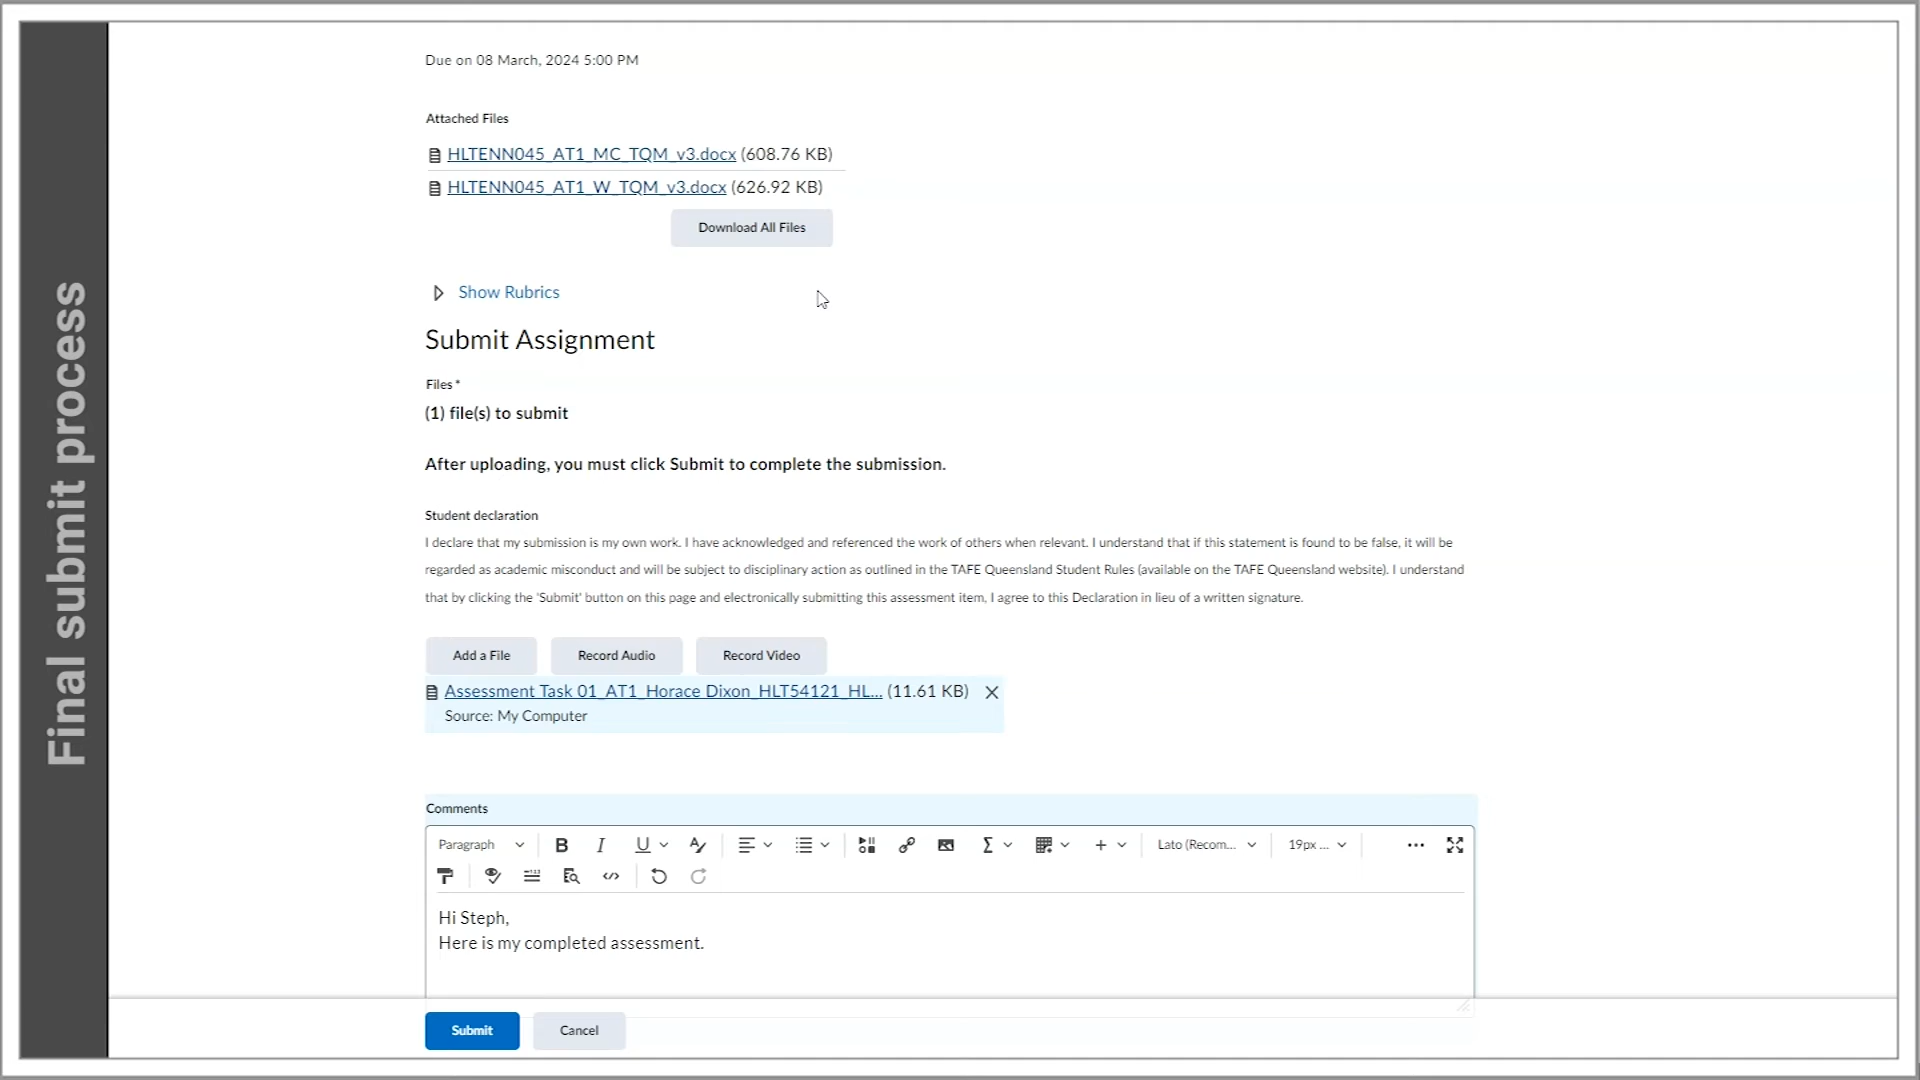 Final submit process
Due on 08 March, 2024 5:00 PM
Attached Files
HLTENN045_AT1_MC_TQM_v3.docx (608.76 KB)
HLTENN045_AT1_W_TQM_v3.docx (626.92 KB)
Download All Files
Show Rubrics
Submit Assignment
Files *
(1) file(s) to submit
After uploading, you must click Submit to complete the submission.
Student declaration
I declare that my submission is my own work. I have acknowledged and referenced the work of others when relevant. I understand that if this statement is found to be false, it will be
regarded as academic misconduct and will be subject to disciplinary action as outlined in the TAFE Queensland Student Rules (available on the TAFE Queensland website). I understand
that by clicking the 'Submit' button on this page and electronically submitting this assessment item, I agree to this Declaration in lieu of a written signature.
Add a File Record Audio Record Video
Assessment Task 01_AT1_Horace Dixon_HLT54121_HL... (11.61 KB)
Source: My Computer
Comments
Paragraph B I U Lato (Recom... 19px ...
Hi Steph,
Here is my completed assessment.
Submit Cancel